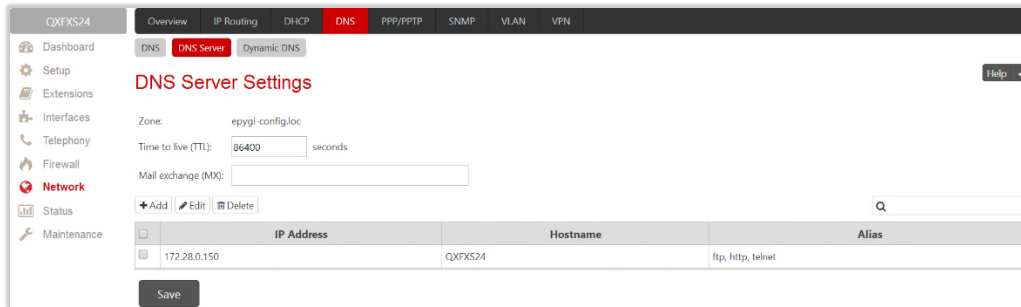 QXFXS24
Overview IP Routing DHCP DNS PPP/PPTP SNMP VLAN VPN
Dashboard
Setup
Extensions
Interfaces
Telephony
Firewall
Network
Status
Maintenance
DNS DNS Server Dynamic DNS
Help
DNS Server Settings
Zone: epygi-config.loc
Time to live (TTL): 86400 seconds
Mail exchange (MX):
Add Edit Delete
IP Address Hostname Alias
172.28.0.150 QXFXS24 ftp, http, telnet
Save